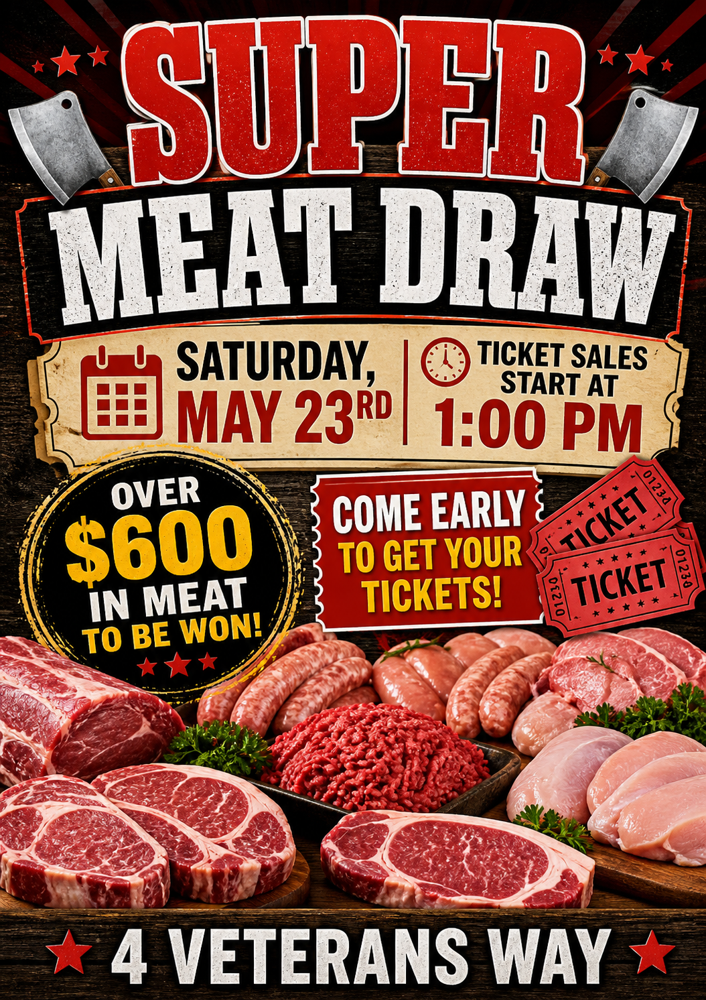 SUPER
MEAT DRAW
SATURDAY,
MAY 23RD
TICKET SALES
START AT
1:00 PM
OVER
$600
IN MEAT
TO BE WON!
COME EARLY
TO GET YOUR
TICKETS!
TICKET
01234
TICKET
01230
01230
4 VETERANS WAY